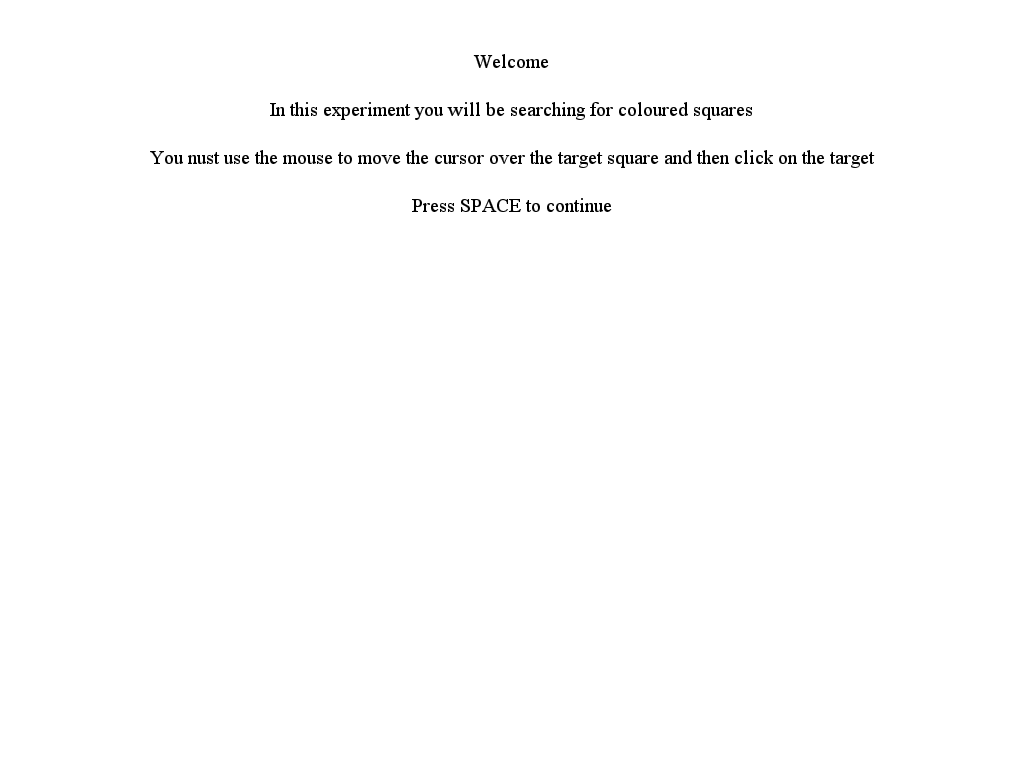 Welcome
In this experiment you will be searching for coloured squares
You nust use the mouse to move the cursor over the target square and then click on the target
Press SPACE to continue